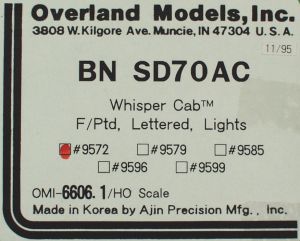 Overland Models,Inc.
3808 W. Kilgore Ave. Muncie, IN 47304 U.S.A.
11/95
BN SD70AC
Whisper Cab™
F/Ptd, Lettered, Lights
#9572 #9579 #9585
#9596 #9599
OMI-6606.1/HO Scale
Made in Korea by Ajin Precision Mfg., Inc.